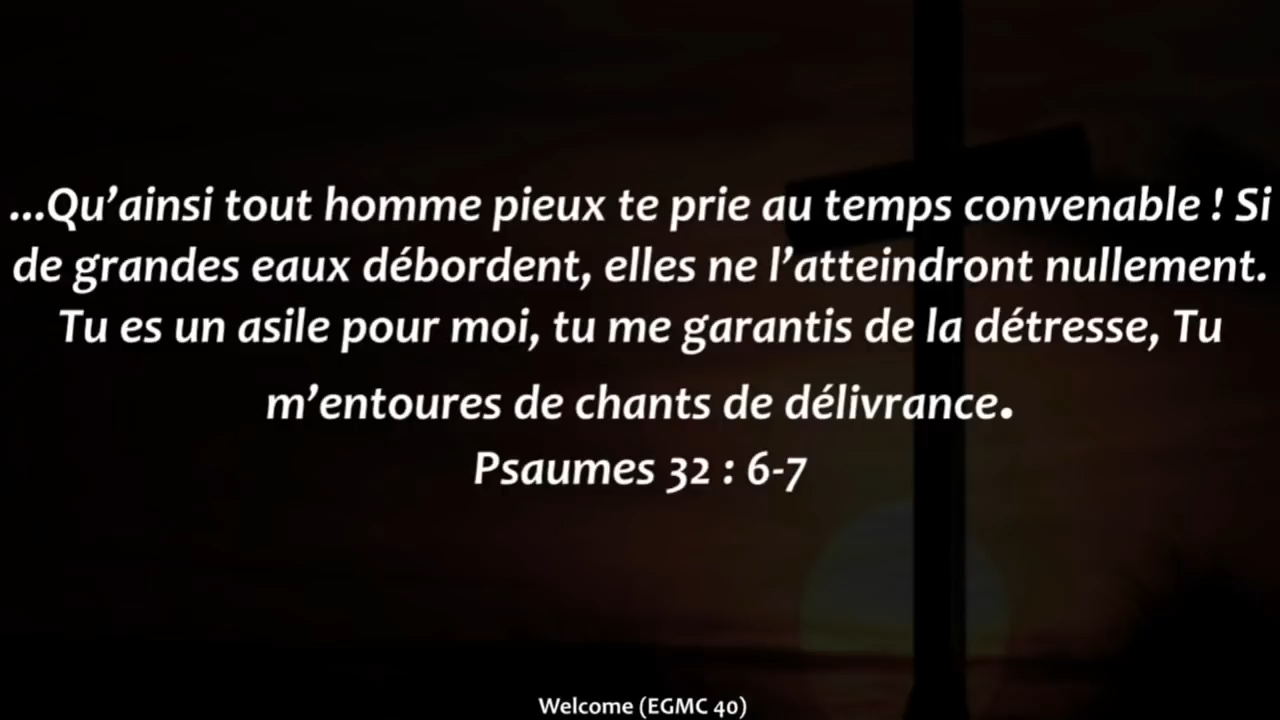 ...Qu’ainsi tout homme pieux te prie au temps convenable ! Si
de grandes eaux débordent, elles ne l’atteindront nullement.
Tu es un asile pour moi, tu me garantis de la détresse, Tu
m’entoures de chants de délivrance.
Psaumes 32 : 6-7
Welcome (EGMC 40)